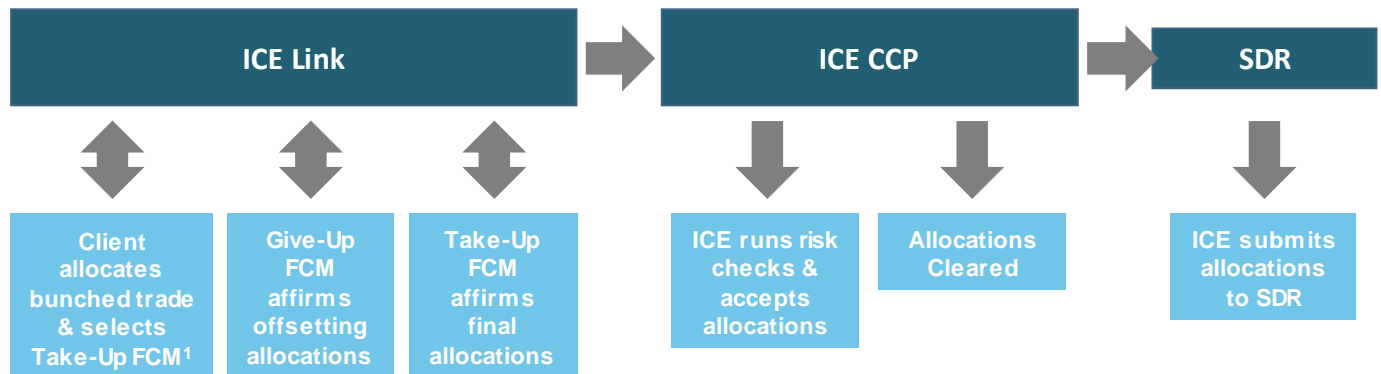 ICE Link
ICE CCP
SDR
Client
allocates
bunched trade
& selects
Take-Up FCM¹
Give-Up
FCM
affirms
offsetting
allocations
Take-Up
FCM
affirms
final
allocations
ICE runs risk
checks &
accepts
allocations
Allocations
Cleared
ICE submits
allocations
to SDR